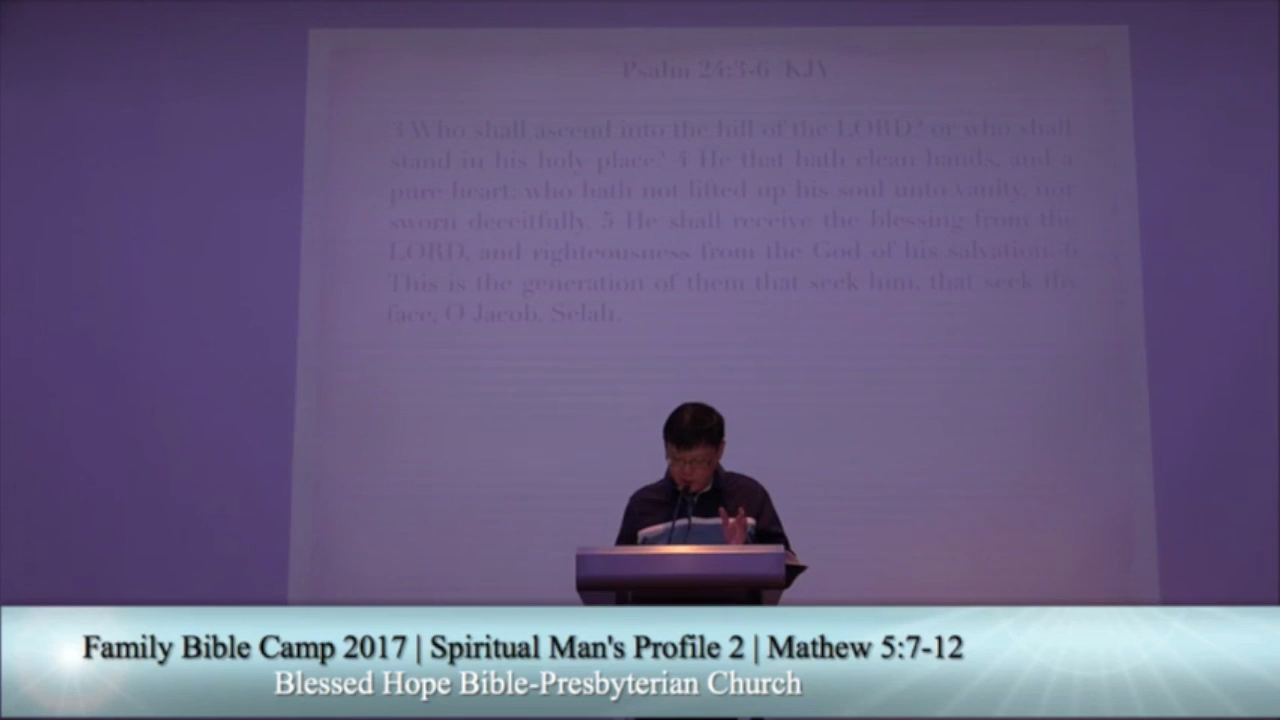 Psalm 24:3-6 KJV
3 Who shall ascend into the hill of the LORD? or who shall
stand in his holy place? 4 He that hath clean hands, and a
pure heart; who hath not lifted up his soul unto vanity, nor
sworn deceitfully. 5 He shall receive the blessing from the
LORD, and righteousness from the God of his salvation. 6
This is the generation of them that seek him, that seek thy
face, O Jacob. Selah.
Family Bible Camp 2017 | Spiritual Man's Profile 2 | Mathew 5:7-12
Blessed Hope Bible-Presbyterian Church